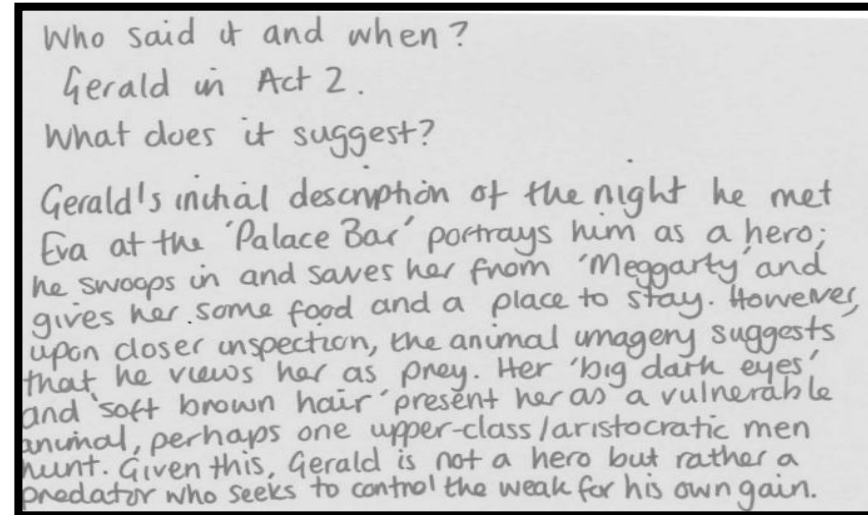 Who said it and when?
Gerald in Act 2.
What does it suggest?
Gerald's initial description of the night he met
Eva at the 'Palace Bar' portrays him as a hero;
he swoops in and saves her from 'Meggarty' and
gives her some food and a place to stay. However,
upon closer inspection, the animal imagery suggests
that he views her as prey. Her 'big dark eyes'
and 'soft brown hair' present her as a vulnerable
animal, perhaps one upper-class/aristocratic men
hunt. Given this, Gerald is not a hero but rather a
predator who seeks to control the weak for his own gain.